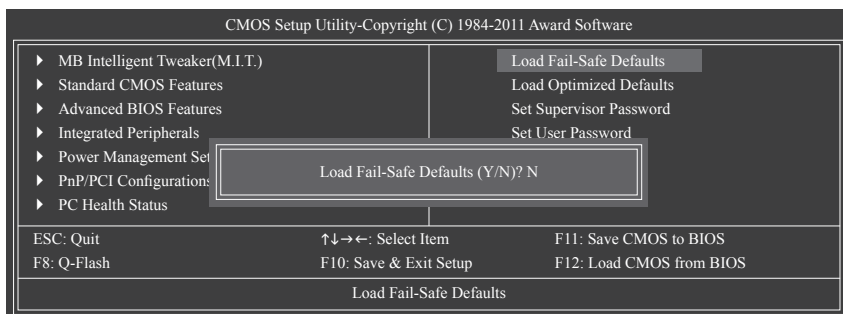 CMOS Setup Utility-Copyright (C) 1984-2011 Award Software
MB Intelligent Tweaker(M.I.T.)
Standard CMOS Features
Advanced BIOS Features
Integrated Peripherals
Power Management Set
PnP/PCI Configurations
PC Health Status
Load Fail-Safe Defaults
Load Optimized Defaults
Set Supervisor Password
Set User Password
Load Fail-Safe Defaults (Y/N)? N
ESC: Quit ↑↓→←: Select Item F11: Save CMOS to BIOS
F8: Q-Flash F10: Save & Exit Setup F12: Load CMOS from BIOS
Load Fail-Safe Defaults